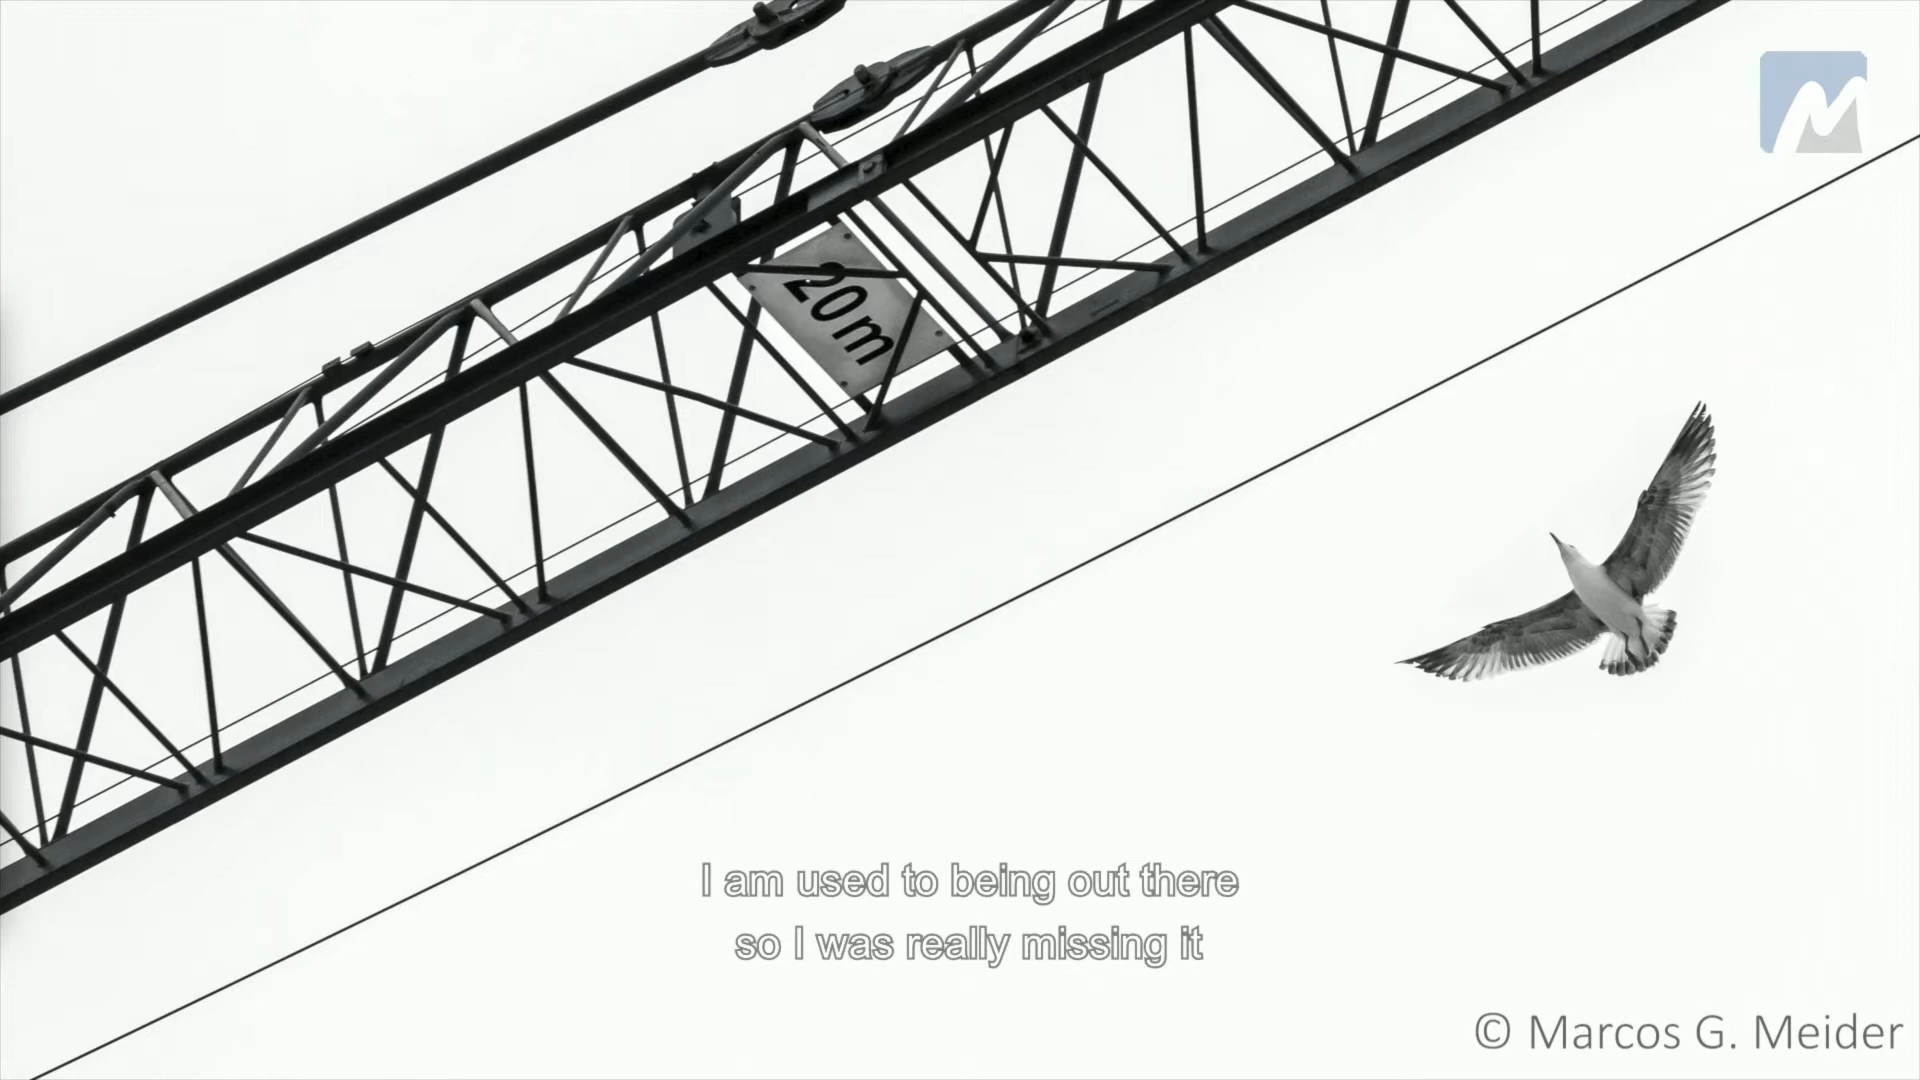 20m
I am used to being out there
so I was really missing it
© Marcos G. Meider